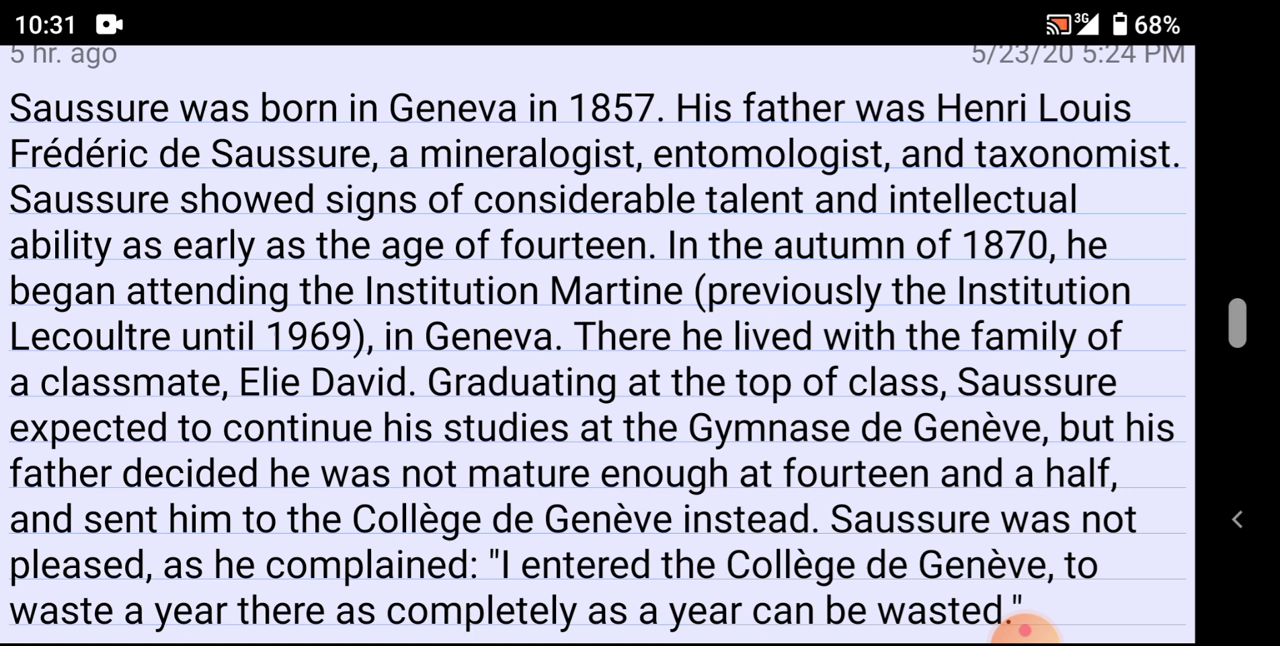 10:31 3G 68%
5 hr. ago 5/23/20 5:24 PM
Saussure was born in Geneva in 1857. His father was Henri Louis
Frédéric de Saussure, a mineralogist, entomologist, and taxonomist.
Saussure showed signs of considerable talent and intellectual
ability as early as the age of fourteen. In the autumn of 1870, he
began attending the Institution Martine (previously the Institution
Lecoultre until 1969), in Geneva. There he lived with the family of
a classmate, Elie David. Graduating at the top of class, Saussure
expected to continue his studies at the Gymnase de Genève, but his
father decided he was not mature enough at fourteen and a half,
and sent him to the Collège de Genève instead. Saussure was not
pleased, as he complained: "I entered the Collège de Genève, to
waste a year there as completely as a year can be wasted."